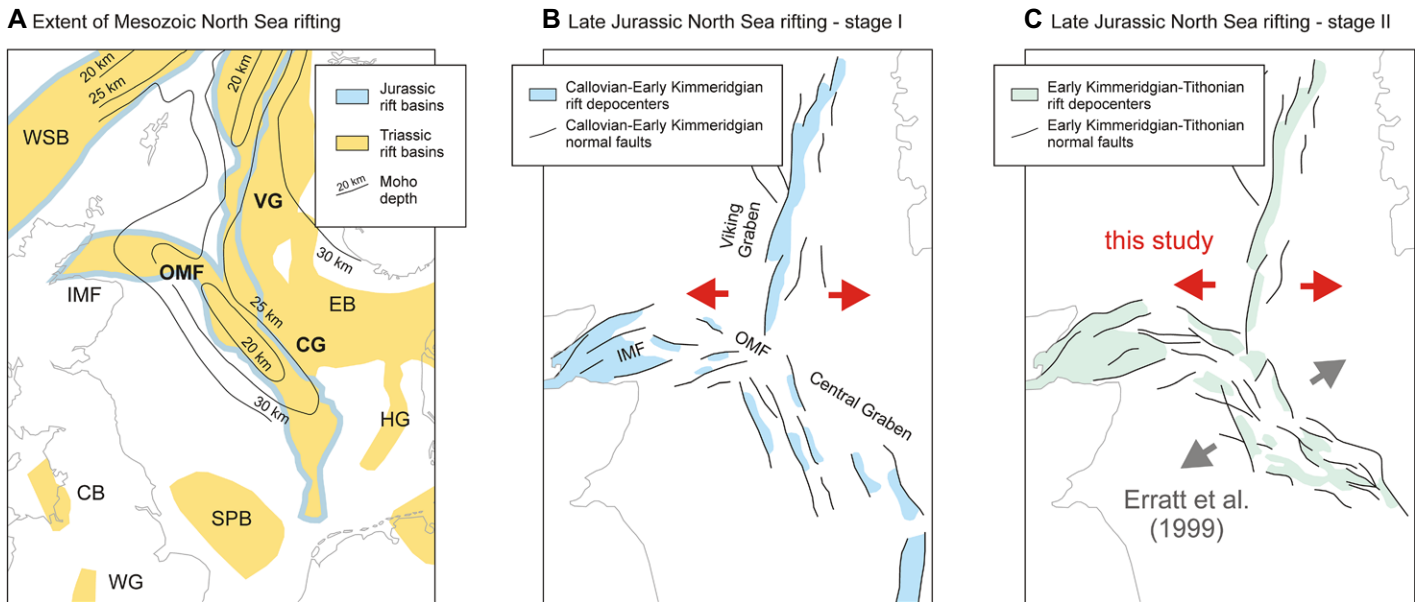 A Extent of Mesozoic North Sea rifting
20 km
25 km
20 km
WSB
Jurassic
rift basins
Triassic
rift basins
20 km
Moho
depth
VG
30 km
OMF
IMF
25 km
EB
20 km
CG
30 km
HG
CB
SPB
WG
B Late Jurassic North Sea rifting - stage I
Callovian-Early Kimmeridgian
rift depocenters
Callovian-Early Kimmeridgian
normal faults
Viking
Graben
IMF
OMF
Central Graben
C Late Jurassic North Sea rifting - stage II
Early Kimmeridgian-Tithonian
rift depocenters
Early Kimmeridgian-Tithonian
normal faults
this study
Erratt et al.
(1999)